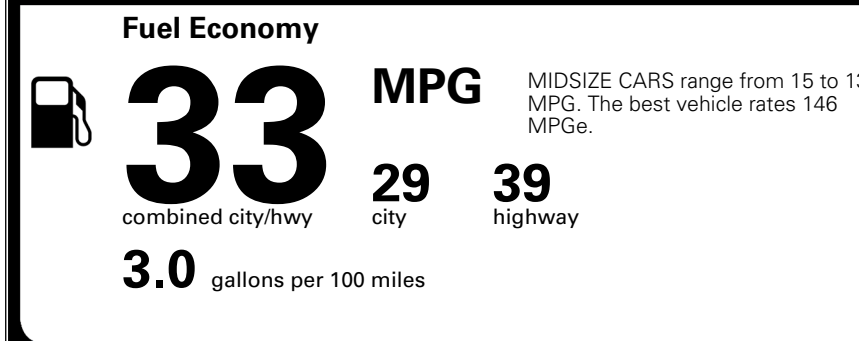 Fuel Economy
33
MPG
MIDSIZE CARS range from 15 to
MPG. The best vehicle rates 146
MPGe.
combined city/hwy
29
city
39
highway
3.0 gallons per 100 miles